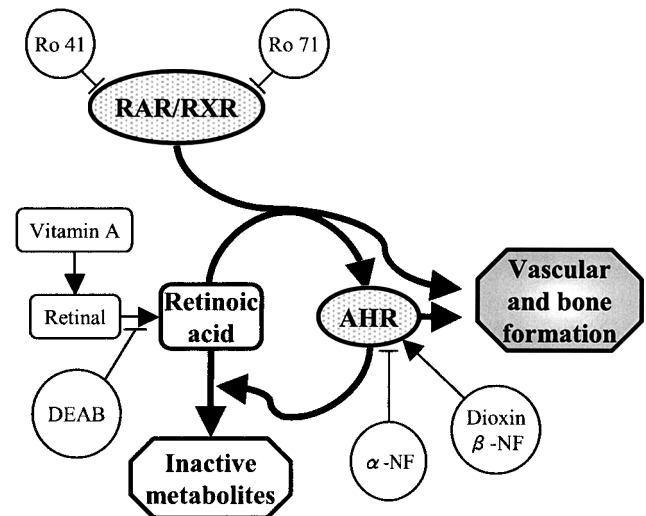 Ro 41
Ro 71
RAR/RXR
Vitamin A
Retinal
Retinoic
acid
AHR
Vascular
and bone
formation
DEAB
α-NF
Dioxin
β-NF
Inactive
metabolites